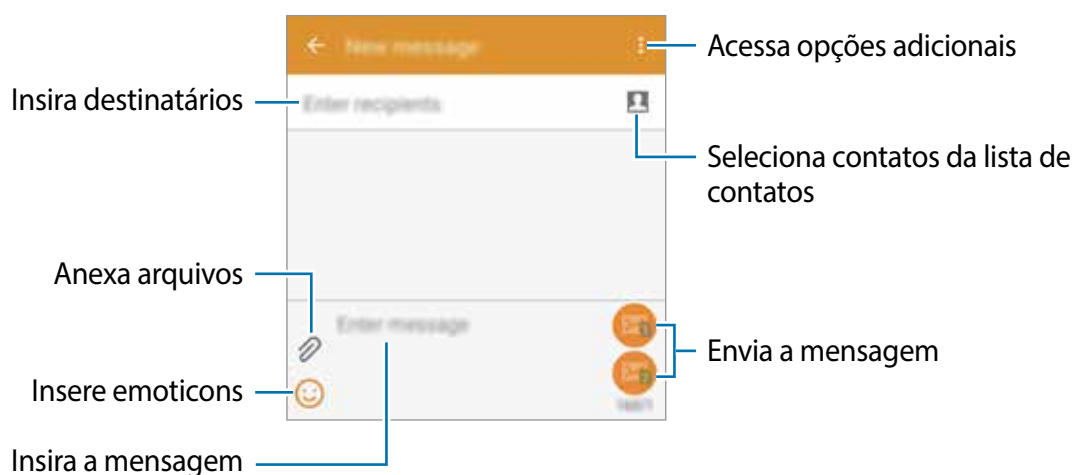 New message
Acessa opções adicionais
Insira destinatários
Enter recipients
Seleciona contatos da lista de
contatos
Anexa arquivos
Enter message
Envia a mensagem
Insere emoticons
Insira a mensagem